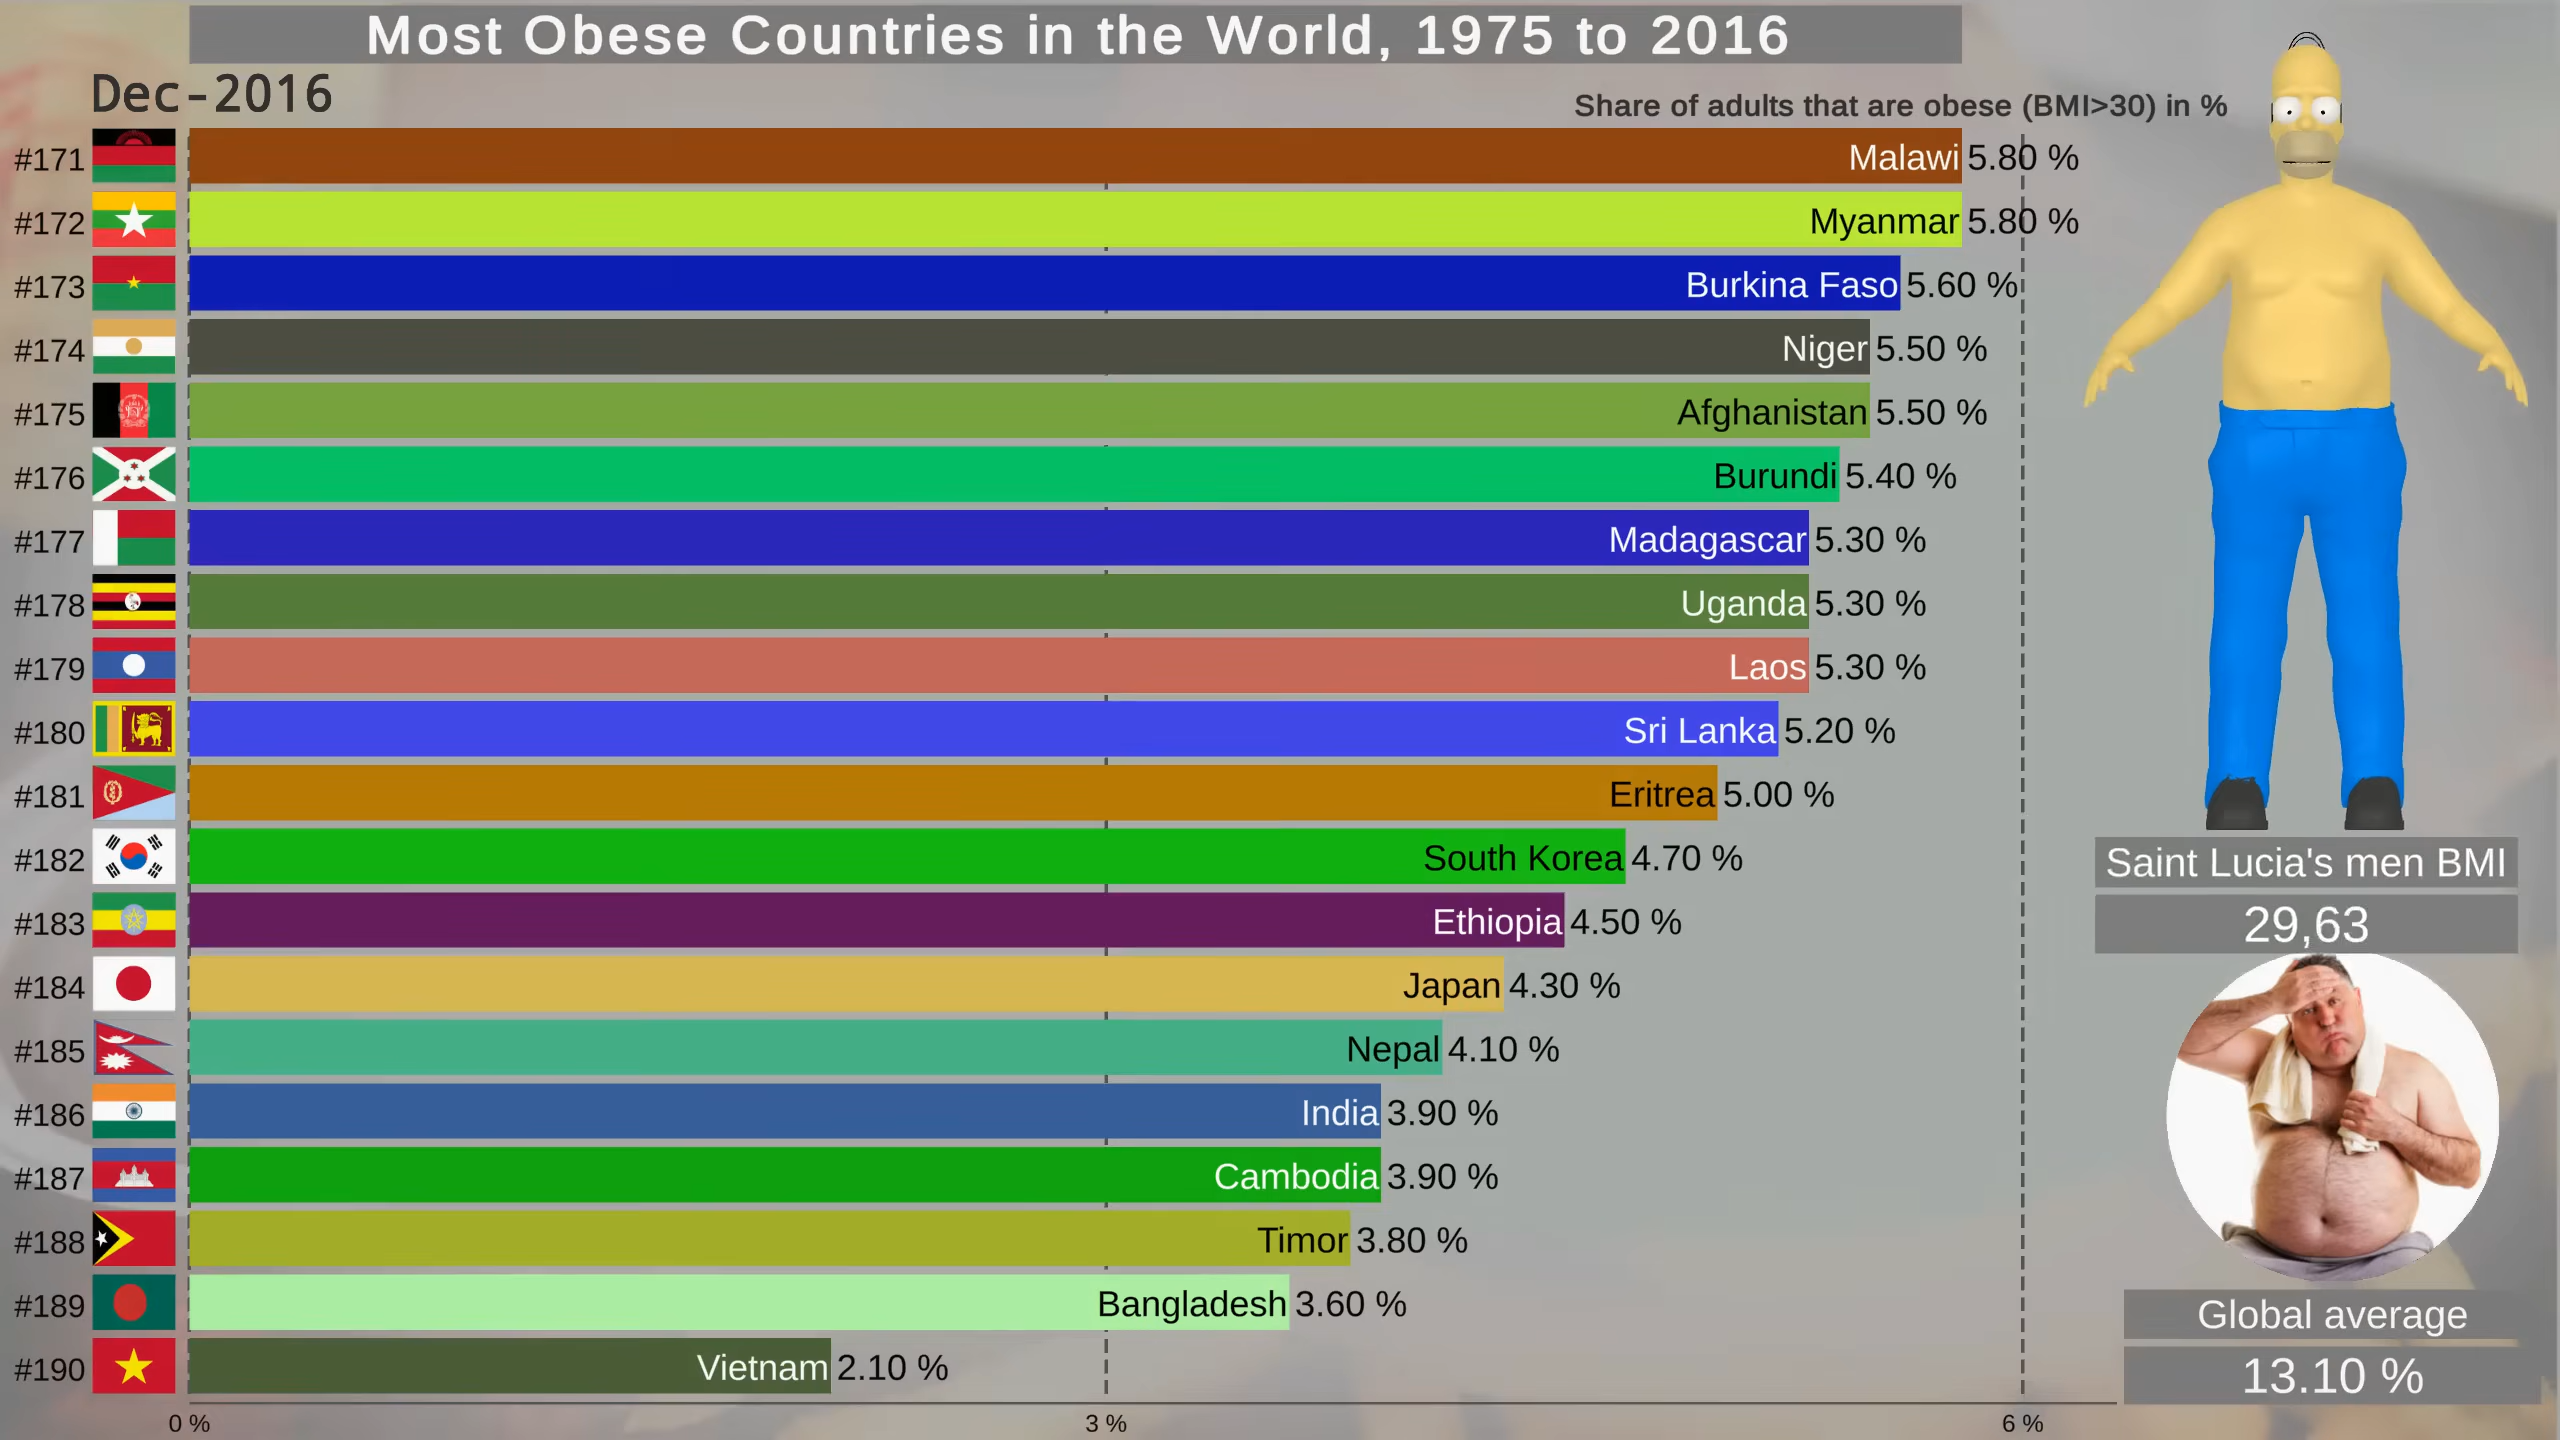 Most Obese Countries in the World, 1975 to 2016
Dec-2016
Share of adults that are obese (BMI>30) in %
#171 Malawi 5.80 %
#172 Myanmar 5.80 %
#173 Burkina Faso 5.60 %
#174 Niger 5.50 %
#175 Afghanistan 5.50 %
#176 Burundi 5.40 %
#177 Madagascar 5.30 %
#178 Uganda 5.30 %
#179 Laos 5.30 %
#180 Sri Lanka 5.20 %
#181 Eritrea 5.00 %
#182 South Korea 4.70 %
#183 Ethiopia 4.50 %
#184 Japan 4.30 %
#185 Nepal 4.10 %
#186 India 3.90 %
#187 Cambodia 3.90 %
#188 Timor 3.80 %
#189 Bangladesh 3.60 %
#190 Vietnam 2.10 %
0 % 3 % 6 %
Saint Lucia's men BMI
29,63
Global average
13.10 %